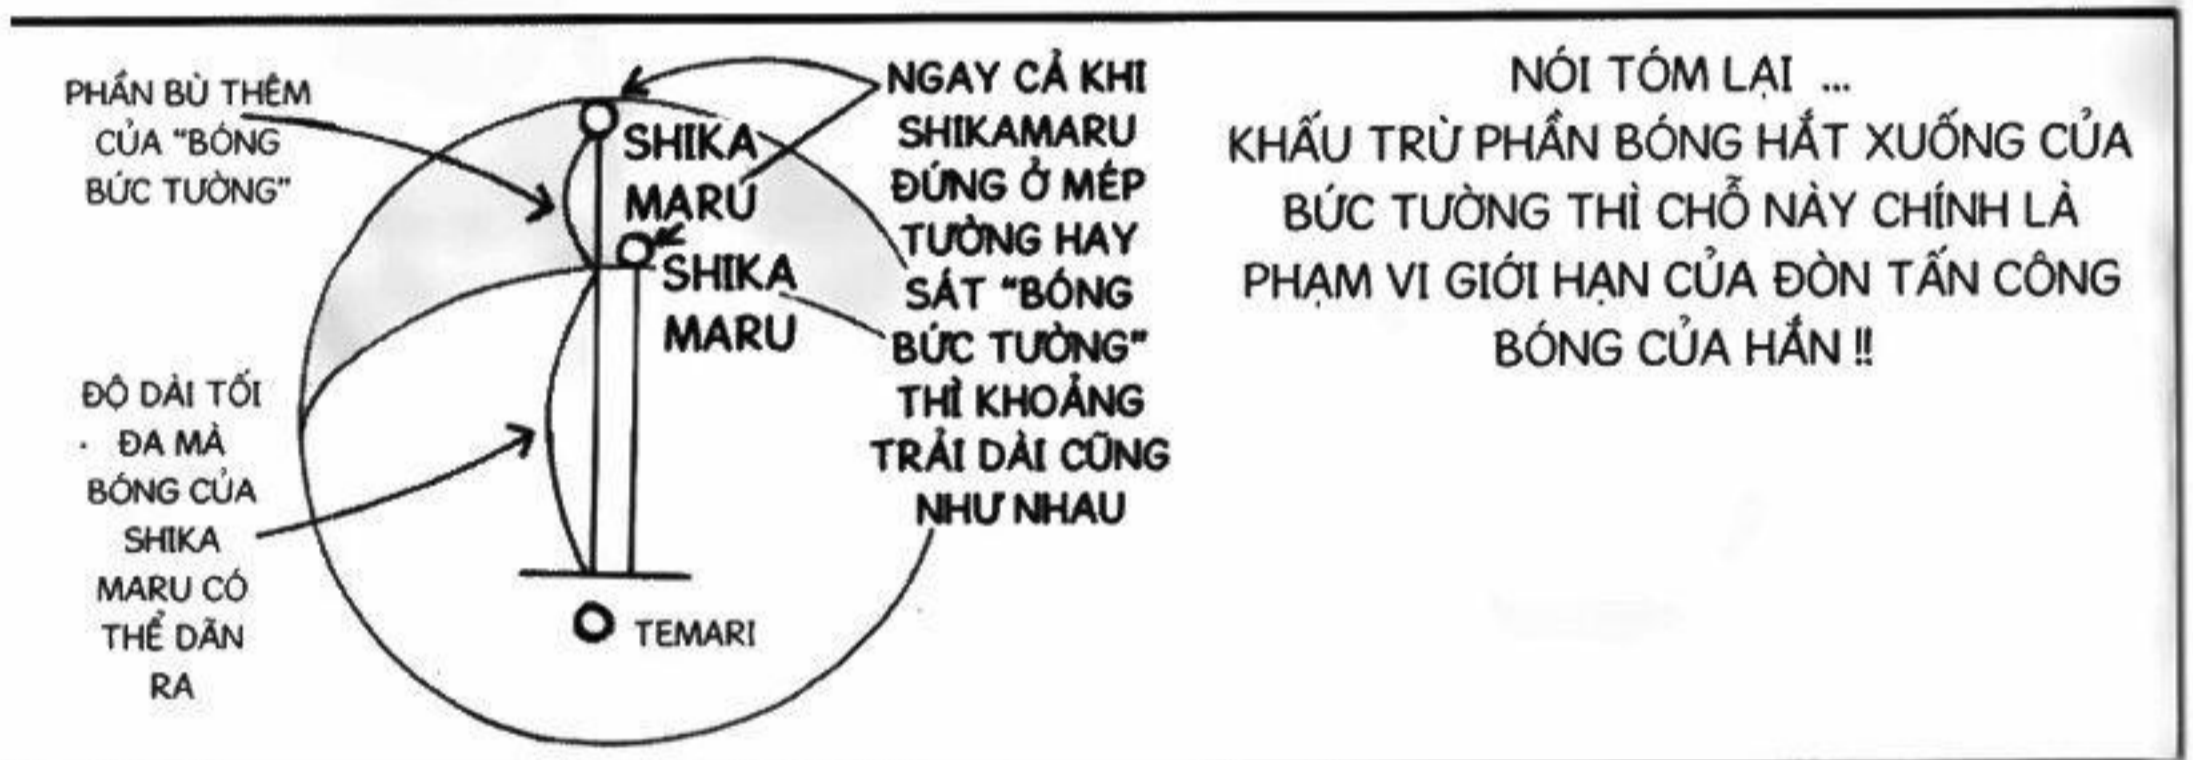 PHẦN BÙ THÊM
CỦA "BÓNG
BỨC TƯỜNG"
SHIKA
MARU
SHIKA
MARU
NGAY CẢ KHI
SHIKAMARU
ĐỨNG Ở MÉP
TƯỜNG HAY
SÁT "BÓNG
BỨC TƯỜNG"
THÌ KHOẢNG
TRẢI DÀI CŨNG
NHƯ NHAU
ĐỘ DÀI TỐI
ĐA MÀ
BÓNG CỦA
SHIKA
MARU CÓ
THỂ DÃN
RA
TEMARI
NÓI TÓM LẠI ...
KHẤU TRỪ PHẦN BÓNG HẮT XUỐNG CỦA
BỨC TƯỜNG THÌ CHỖ NÀY CHÍNH LÀ
PHẠM VI GIỚI HẠN CỦA ĐÒN TẤN CÔNG
BÓNG CỦA HẮN !!